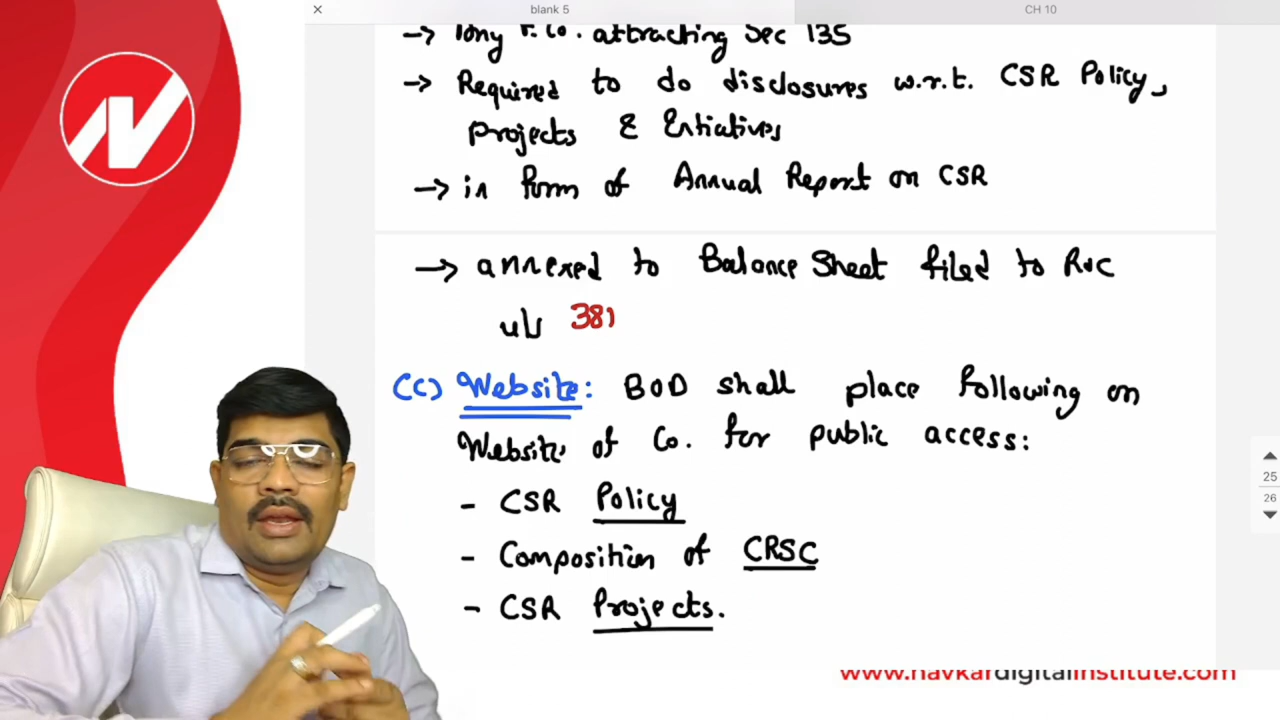 blank 5
CH 10
→ any F. Co. attracting Sec 135
→ Required to do disclosures w.r.t. CSR Policy,
Projects & Entiatives
→ in Form of Annual Report on CSR
→ annexed to Balance Sheet filed to RoC
u/s 381
(C) Website: BOD shall place following on
Website of Co. for public access:
- CSR Policy
- Composition of CRSC
- CSR Projects.
25
26
www.navkardigitalinstitute.com